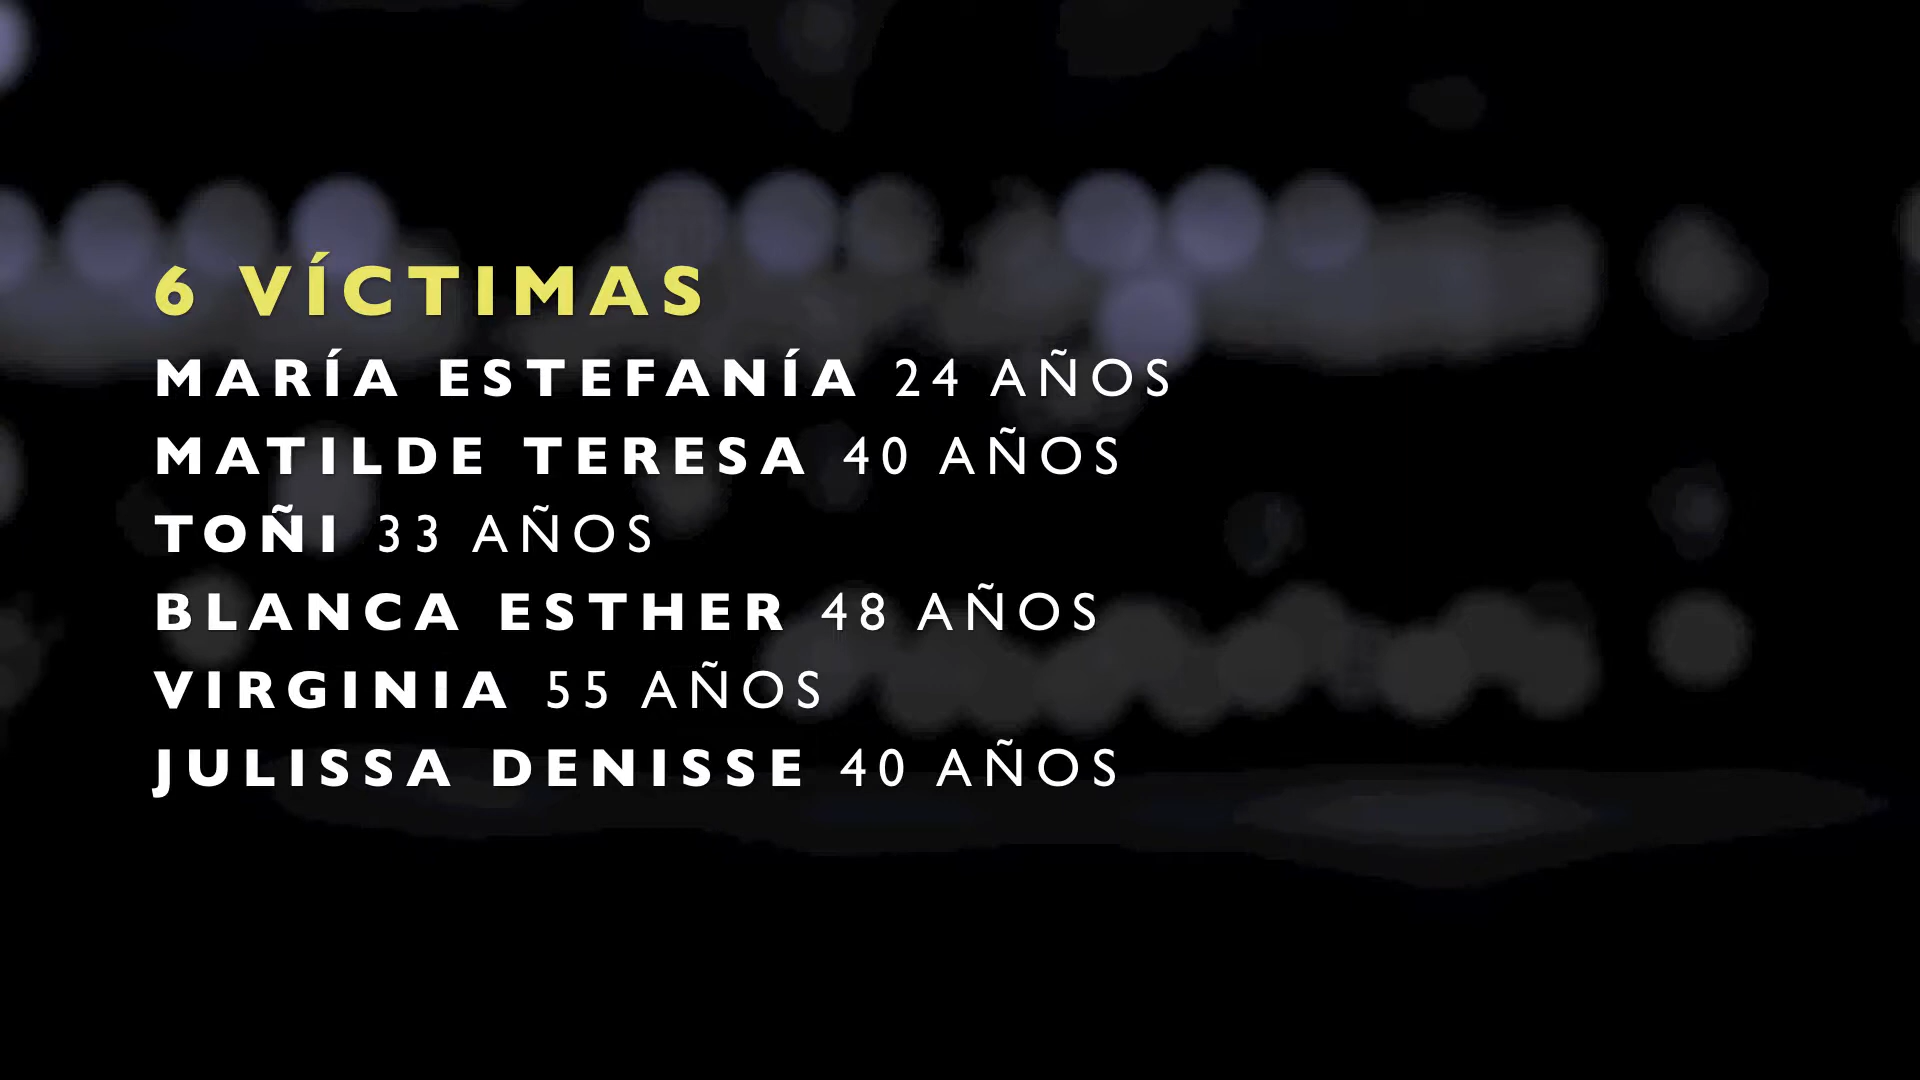 6 VÍCTIMAS
MARÍA ESTEFANÍA 24 AÑOS
MATILDE TERESA 40 AÑOS
TOÑI 33 AÑOS
BLANCA ESTHER 48 AÑOS
VIRGINIA 55 AÑOS
JULISSA DENISSE 40 AÑOS